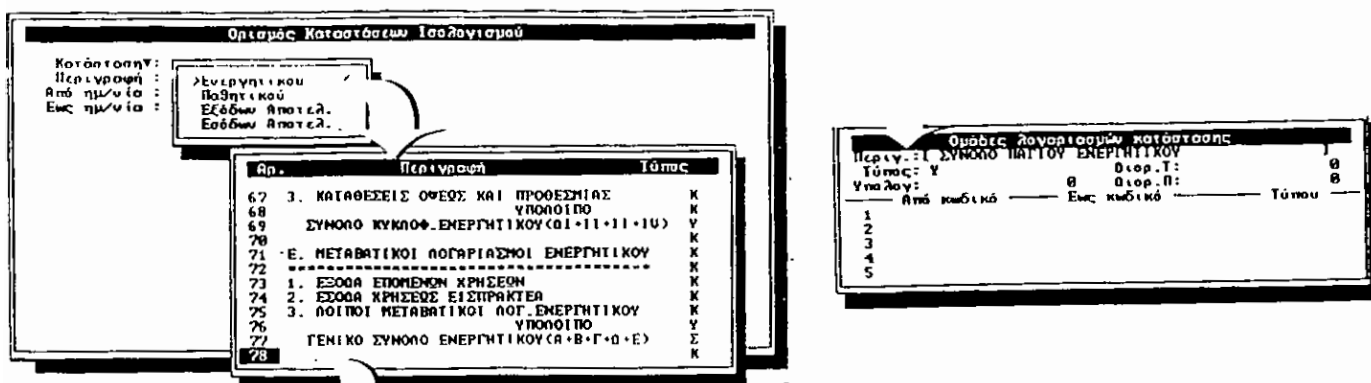 Ορισμός Καταστάσεων Ισολογισμού
Κατάσταση▼:
Περιγραφή :
Από ημ/νία :
Εως ημ/νία :
>Ενεργητικού
Παθητικού
Εξόδων Αποτελ.
Εσόδων Αποτελ.
Αρ. Περιγραφή Τύπος
67 3. ΚΑΤΑΘΕΣΕΙΣ ΟΨΕΩΣ ΚΑΙ ΠΡΟΘΕΣΜΙΑΣ Κ
68 ΥΠΟΛΟΙΠΟ Κ
69 ΣΥΝΟΛΟ ΚΥΚΛΟΦ.ΕΝΕΡΓΗΤΙΚΟΥ(ΔΙ+ΙΙ+ΙΙ+ΙV) Υ
70 Κ
71 Ε. ΜΕΤΑΒΑΤΙΚΟΙ ΛΟΓΑΡΙΑΣΜΟΙ ΕΝΕΡΓΗΤΙΚΟΥ Κ
72 Κ
73 1. ΕΞΟΔΑ ΕΠΟΜΕΝΩΝ ΧΡΗΣΕΩΝ Κ
74 2. ΕΣΟΔΑ ΧΡΗΣΕΩΣ ΕΙΣΠΡΑΚΤΕΑ Κ
75 3. ΛΟΙΠΟΙ ΜΕΤΑΒΑΤΙΚΟΙ ΛΟΓ.ΕΝΕΡΓΗΤΙΚΟΥ Κ
76 ΥΠΟΛΟΙΠΟ Υ
77 ΓΕΝΙΚΟ ΣΥΝΟΛΟ ΕΝΕΡΓΗΤΙΚΟΥ(Α+Β+Γ+Δ+Ε) Σ
78 Κ
Ομάδες λογαριασμών κατάστασης
Περιγ.:[ ΣΥΝΟΛΟ ΠΑΓΙΟΥ ΕΝΕΡΓΗΤΙΚΟΥ ]
Τύπος: Υ Διορ.Τ: 0
Υπολογ: 0 Διορ.Π: 0
Από κωδικό Εως κωδικό Τύπου
1
2
3
4
5